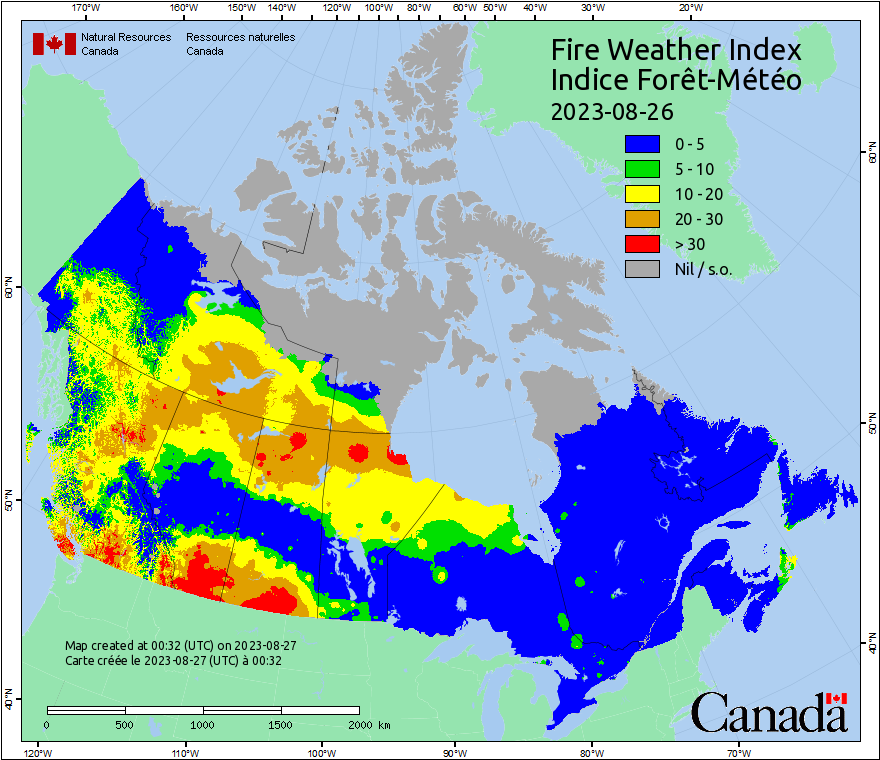 170°W 160°W 150°W 140°W 130°W 120°W 110°W 100°W 90°W 80°W 70°W 60°W 50°W 40°W 30°W 20°W
Natural Resources Ressources naturelles
Canada Canada
Fire Weather Index
Indice Forêt-Météo
2023-08-26
0 - 5
5 - 10
10 - 20
20 - 30
> 30
Nil / s.o.
60°N
60°N
50°N
50°N
40°N
40°N
Map created at 00:32 (UTC) on 2023-08-27
Carte créée le 2023-08-27 (UTC) à 00:32
0 500 1000 1500 2000 km
Canada
120°W 110°W 100°W 90°W 80°W 70°W